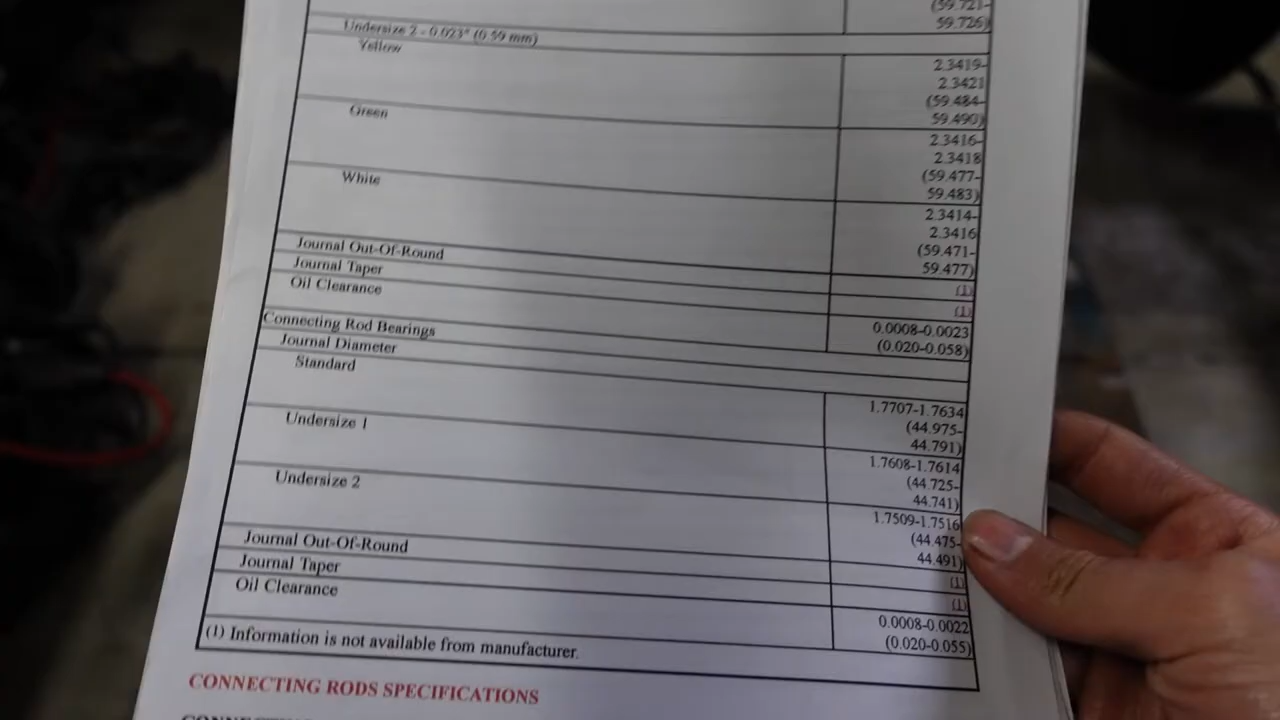 (59.721-
59.726)
Undersize 2 - 0.023" (0.59 mm)
Yellow
2.3419-
2.3421
(59.484-
59.490)
Green
2.3416-
2.3418
(59.477-
59.483)
White
2.3414-
2.3416
(59.471-
59.477)
Journal Out-Of-Round
(1)
Journal Taper
(1)
Oil Clearance
0.0008-0.0023
(0.020-0.058)
Connecting Rod Bearings
Journal Diameter
Standard
1.7707-1.7634
(44.975-
44.791)
Undersize 1
1.7608-1.7614
(44.725-
44.741)
Undersize 2
1.7509-1.7516
(44.475-
44.491)
Journal Out-Of-Round
(1)
Journal Taper
(1)
Oil Clearance
0.0008-0.0022
(0.020-0.055)
(1) Information is not available from manufacturer.
CONNECTING RODS SPECIFICATIONS